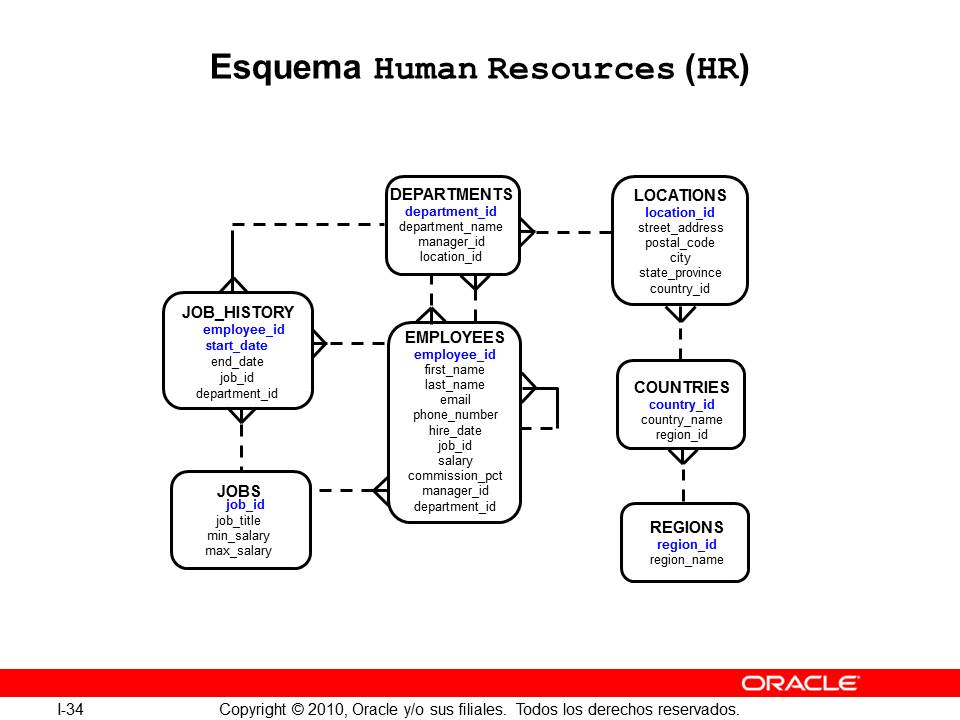 Esquema Human Resources (HR)
DEPARTMENTS
department_id
department_name
manager_id
location_id
LOCATIONS
location_id
street_address
postal_code
city
state_province
country_id
JOB_HISTORY
employee_id
start_date
end_date
job_id
department_id
EMPLOYEES
employee_id
first_name
last_name
email
phone_number
hire_date
job_id
salary
commission_pct
manager_id
department_id
COUNTRIES
country_id
country_name
region_id
JOBS
job_id
job_title
min_salary
max_salary
REGIONS
region_id
region_name
ORACLE
I-34
Copyright © 2010, Oracle y/o sus filiales. Todos los derechos reservados.